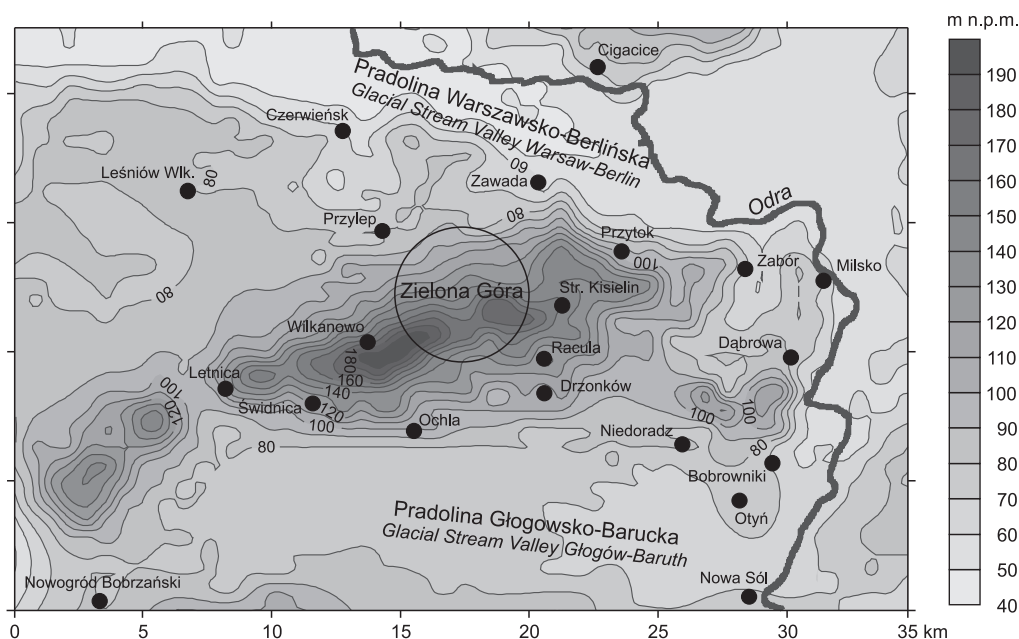 m n.p.m.
Cigacice
Pradolina Warszawsko-Berlińska
Glacial Stream Valley Warsaw-Berlin
Czerwieńsk
60
Leśniów Wlk.
80
Zawada
Odra
80
Przylep
Przytok
100
Zabór
Milsko
Zielona Góra
Str. Kisielin
80
Wilkanowo
Racula
Dąbrowa
180
160
Letnica
140
Drzonków
100
120
Świdnica
120
100
Ochla
100
100
80
Niedoradz
80
Bobrowniki
Otyń
Pradolina Głogowsko-Barucka
Glacial Stream Valley Głogów-Baruth
Nowogród Bobrzański
Nowa Sól
0 5 10 15 20 25 30 35 km
190
180
170
160
150
140
130
120
110
100
90
80
70
60
50
40